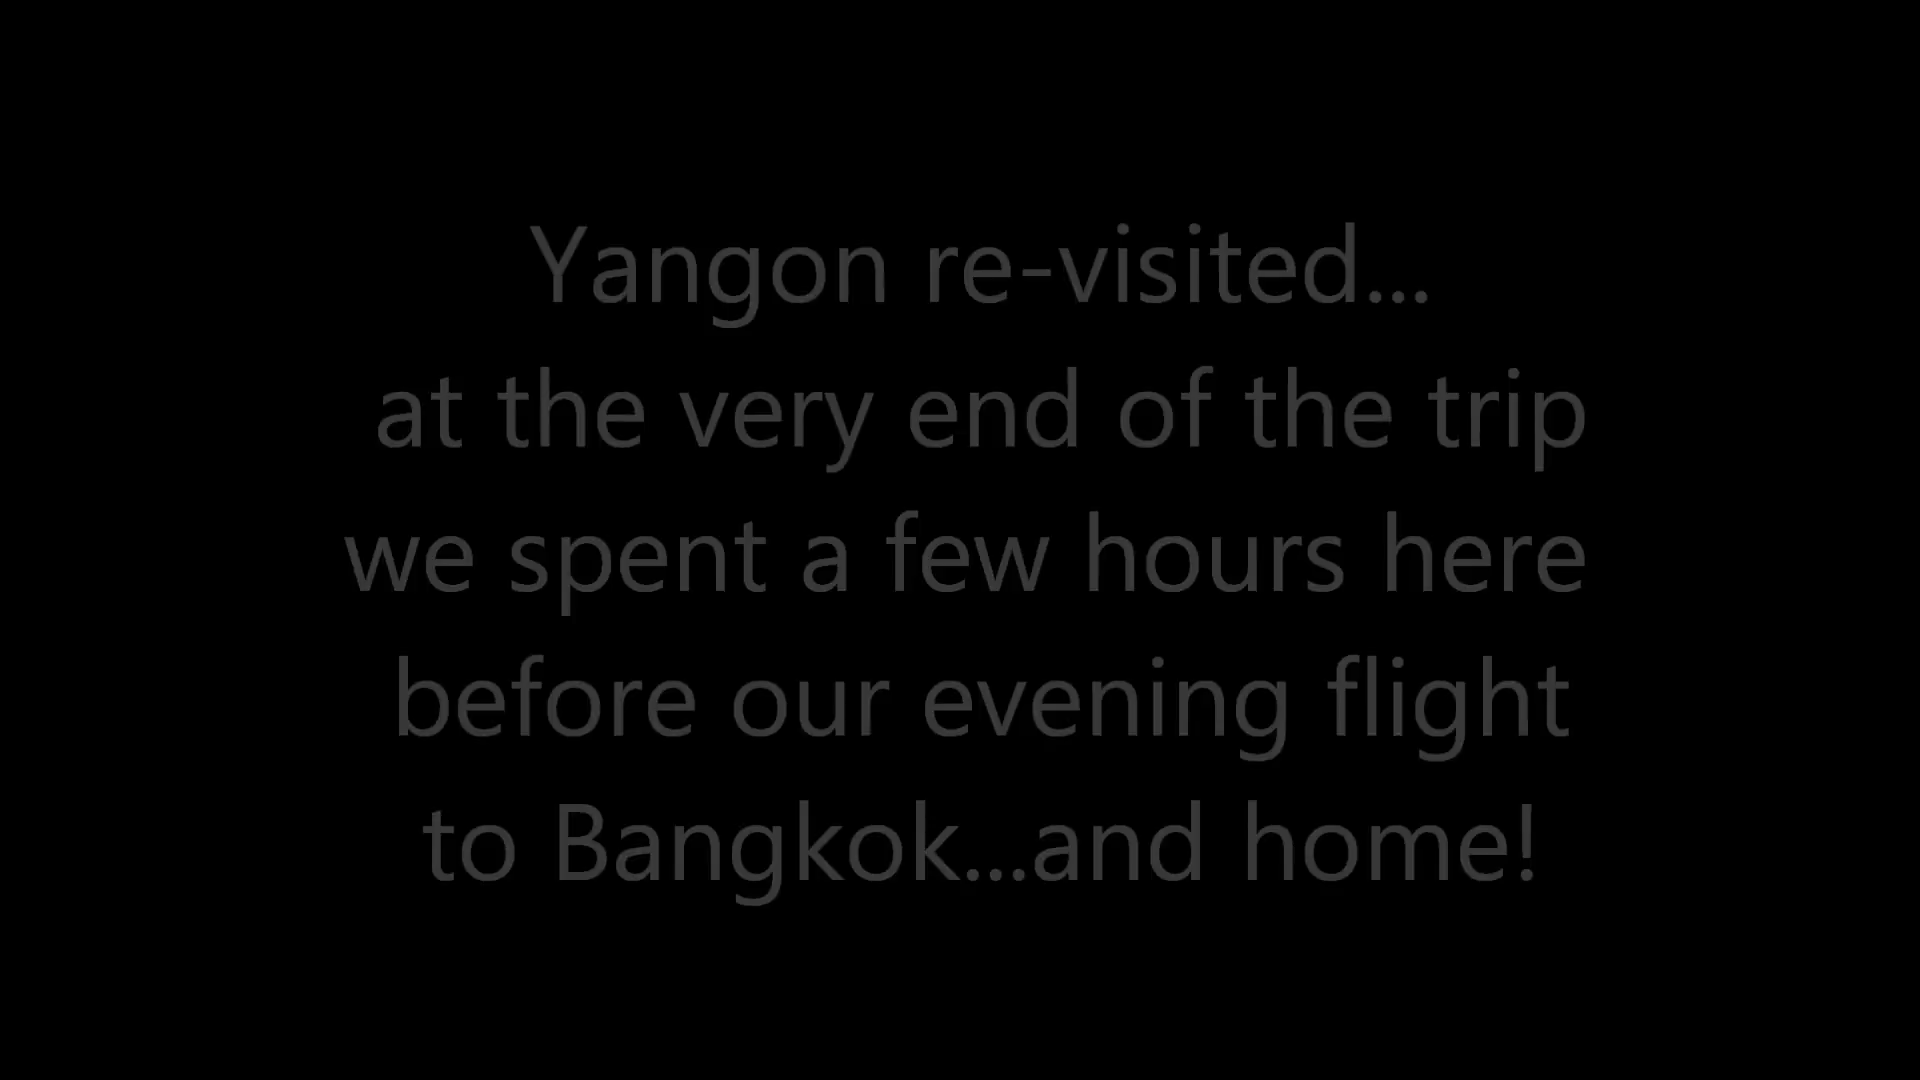 Yangon re-visited...
at the very end of the trip
we spent a few hours here
before our evening flight
to Bangkok...and home!